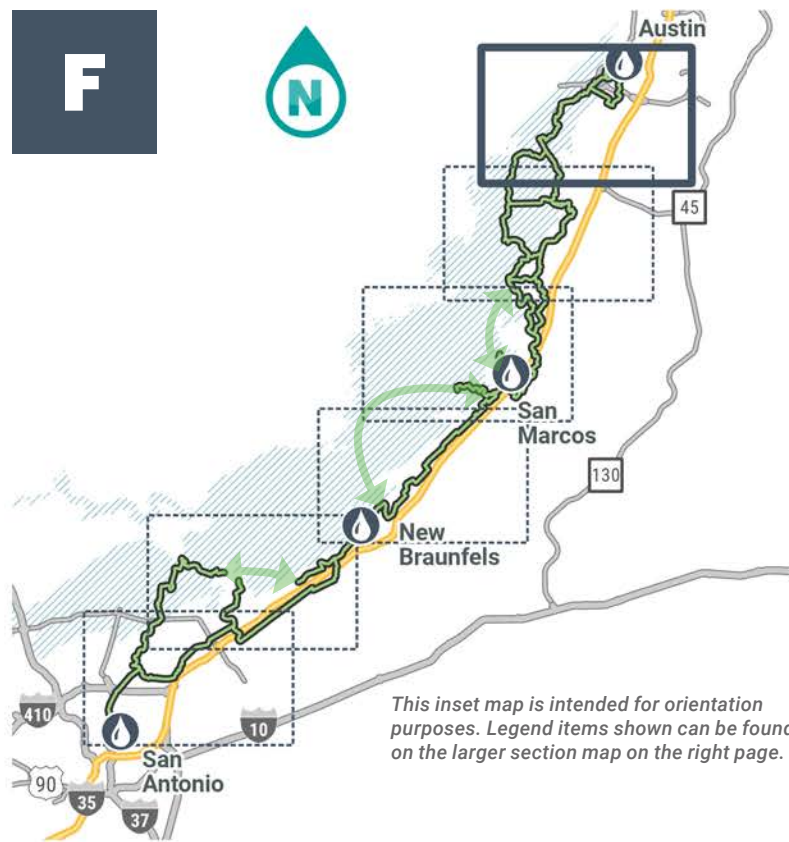 F
N
Austin
45
San
Marcos
130
New
Braunfels
410
10
This inset map is intended for orientation
purposes. Legend items shown can be found
on the larger section map on the right page.
San
Antonio
90
35
37